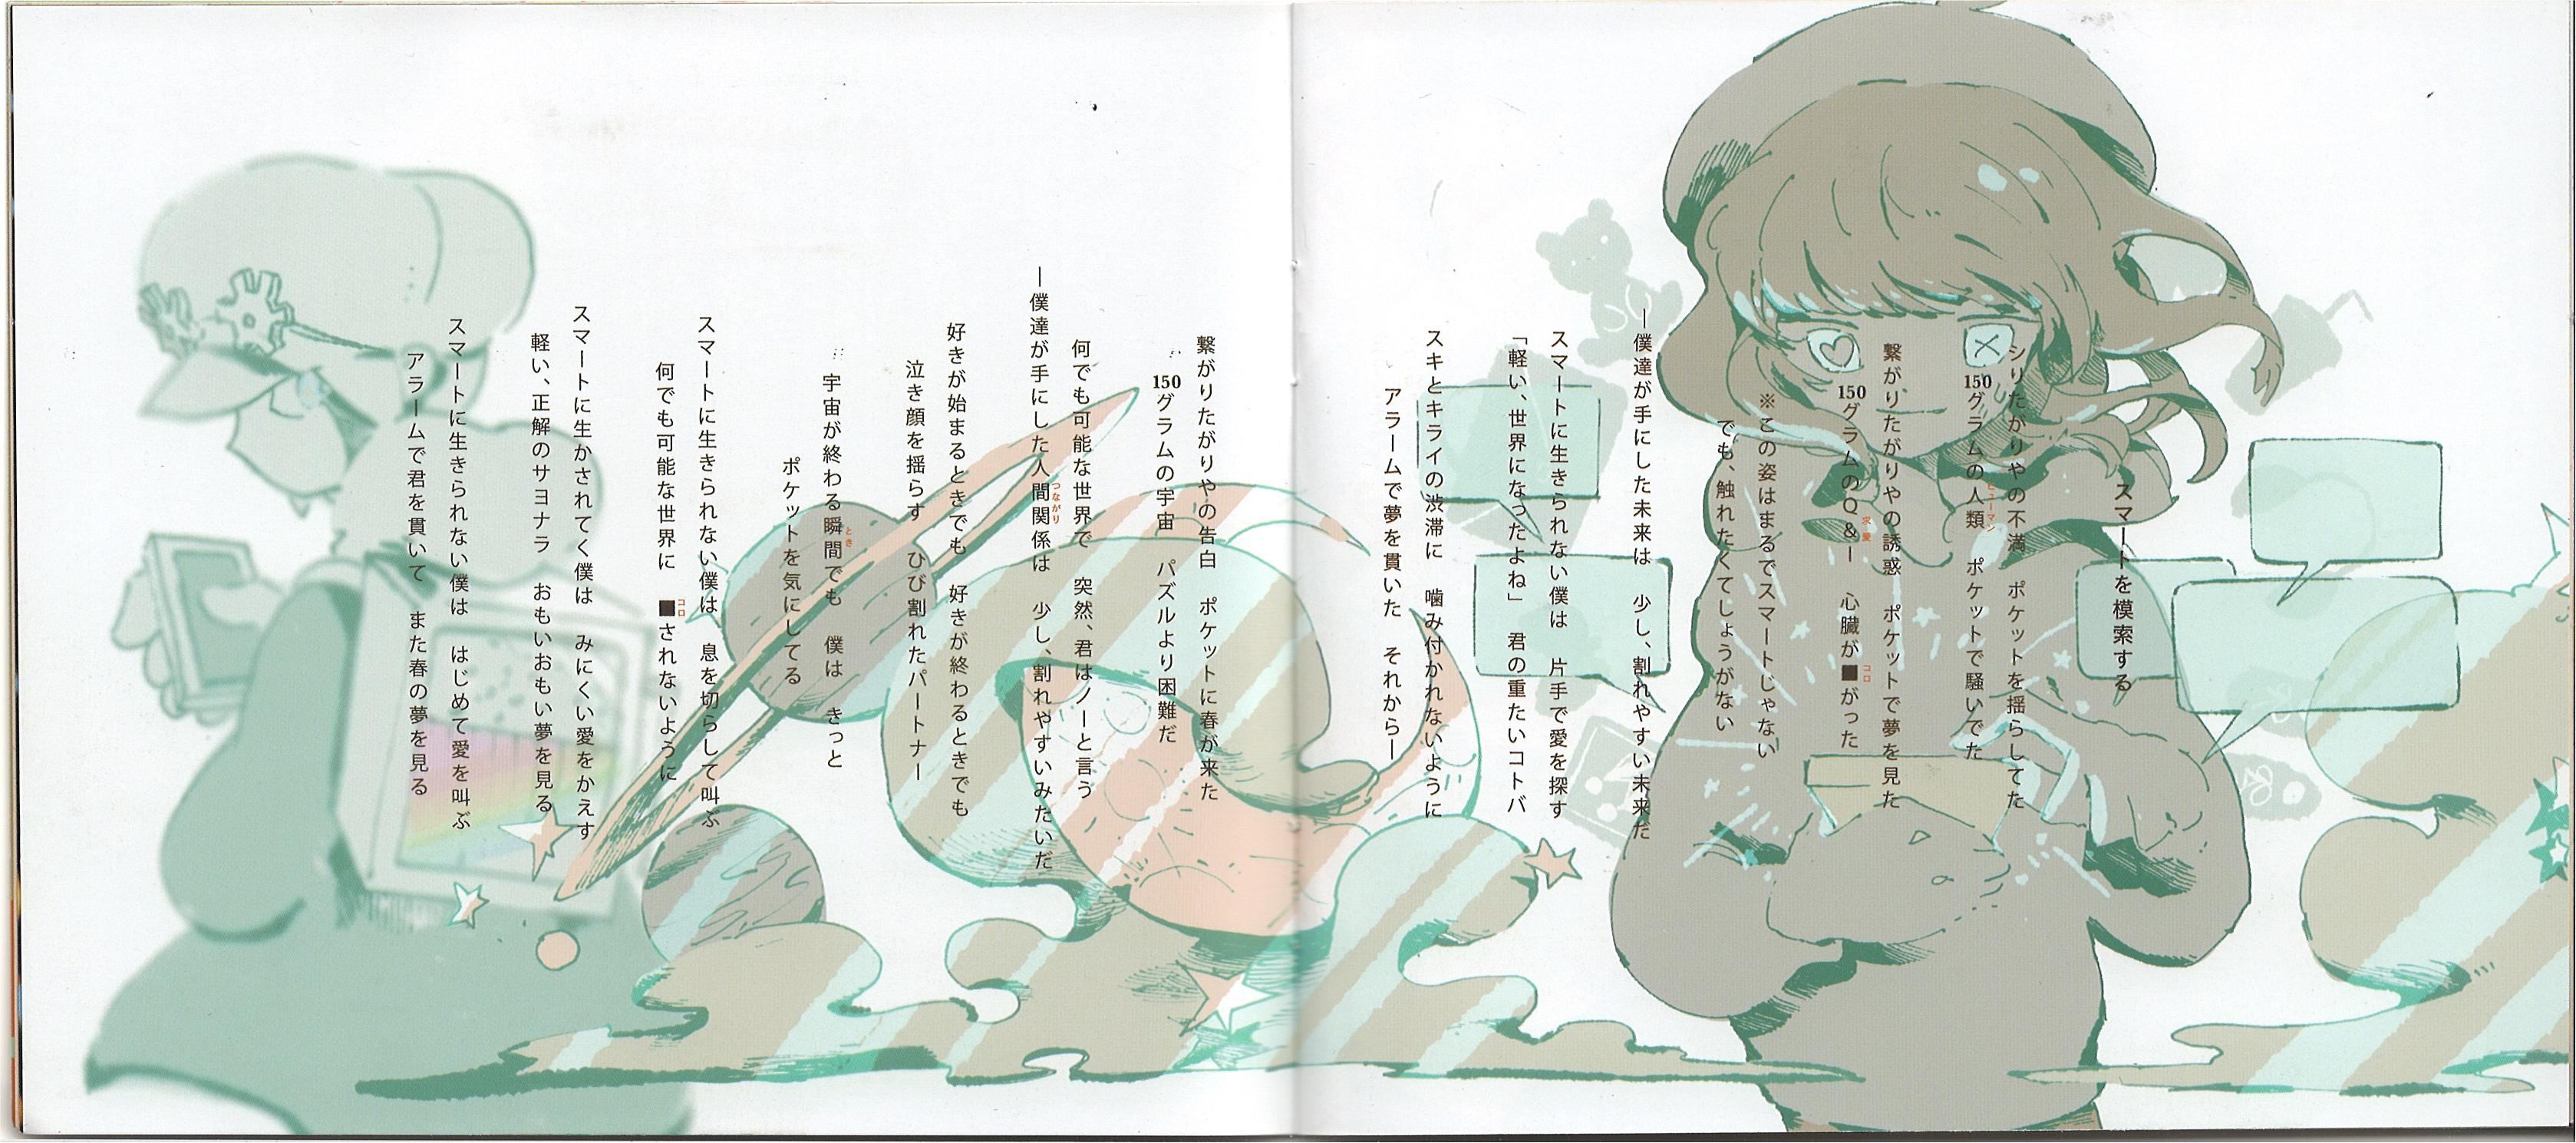 スマートを模索する
シリたがりやの不満　ポケットを揺らしてた
150グラムの人類　ポケットで騒いでた
ヒューマン
繋がりたがりやの誘惑　ポケットで夢を見た
150グラムのQ&ー　心臓が■がった
求愛
コロ
※この姿はまるでスマートじゃない
でも、触れたくてしょうがない
―僕達が手にした未来は　少し、割れやすい未来だ
スマートに生きられない僕は　片手で愛を探す
「軽い、世界になったよね」　君の重たいコトバ
スキとキライの渋滞に　噛み付かれないように
アラームで夢を貫いた　それから―
繋がりたがりやの告白　ポケットに春が来た
150グラムの宇宙　パズルより困難だ
何でも可能な世界で　突然、君はノーと言う
―僕達が手にした人間関係は　少し、割れやすいみたいだ
つながり
好きが始まるときでも　好きが終わるときでも
泣き顔を揺らす　ひび割れたパートナー
宇宙が終わる瞬間でも　僕は　きっと
とき
ポケットを気にしてる
スマートに生きられない僕は　息を切らして叫ぶ
何でも可能な世界に　■されないように
コロ
スマートに生かされてく僕は　みにくい愛をかえす
軽い、正解のサヨナラ　おもいおもい夢を見る
スマートに生きられない僕は　はじめて愛を叫ぶ
アラームで君を貫いて　また春の夢を見る